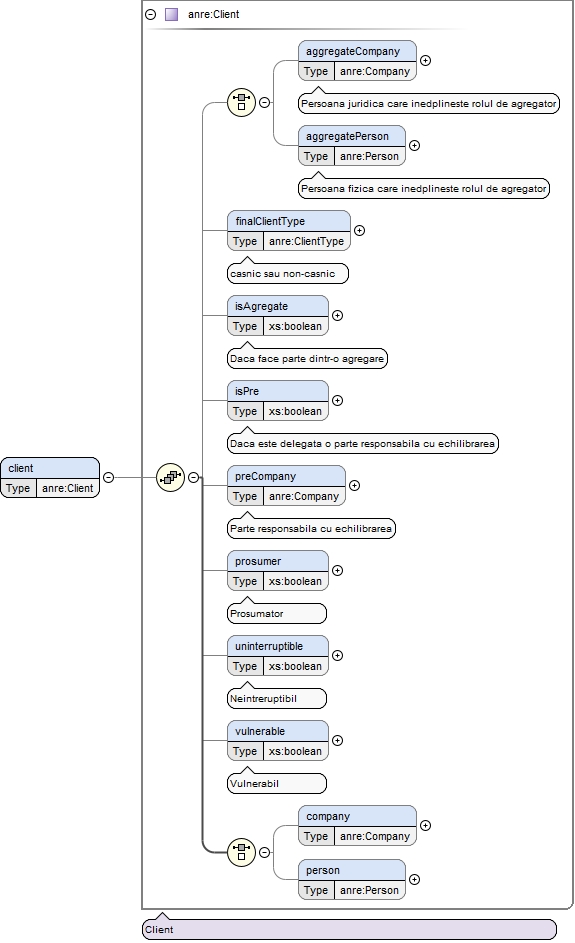 anre:Client
aggregateCompany
Type anre:Company
Persoana juridica care inedplineste rolul de agregator
aggregatePerson
Type anre:Person
Persoana fizica care inedplineste rolul de agregator
finalClientType
Type anre:ClientType
casnic sau non-casnic
isAgregate
Type xs:boolean
Daca face parte dintr-o agregare
isPre
Type xs:boolean
Daca este delegata o parte responsabila cu echilibrarea
client
Type anre:Client
preCompany
Type anre:Company
Parte responsabila cu echilibrarea
prosumer
Type xs:boolean
Prosumator
uninterruptible
Type xs:boolean
Neintreruptibil
vulnerable
Type xs:boolean
Vulnerabil
company
Type anre:Company
person
Type anre:Person
Client